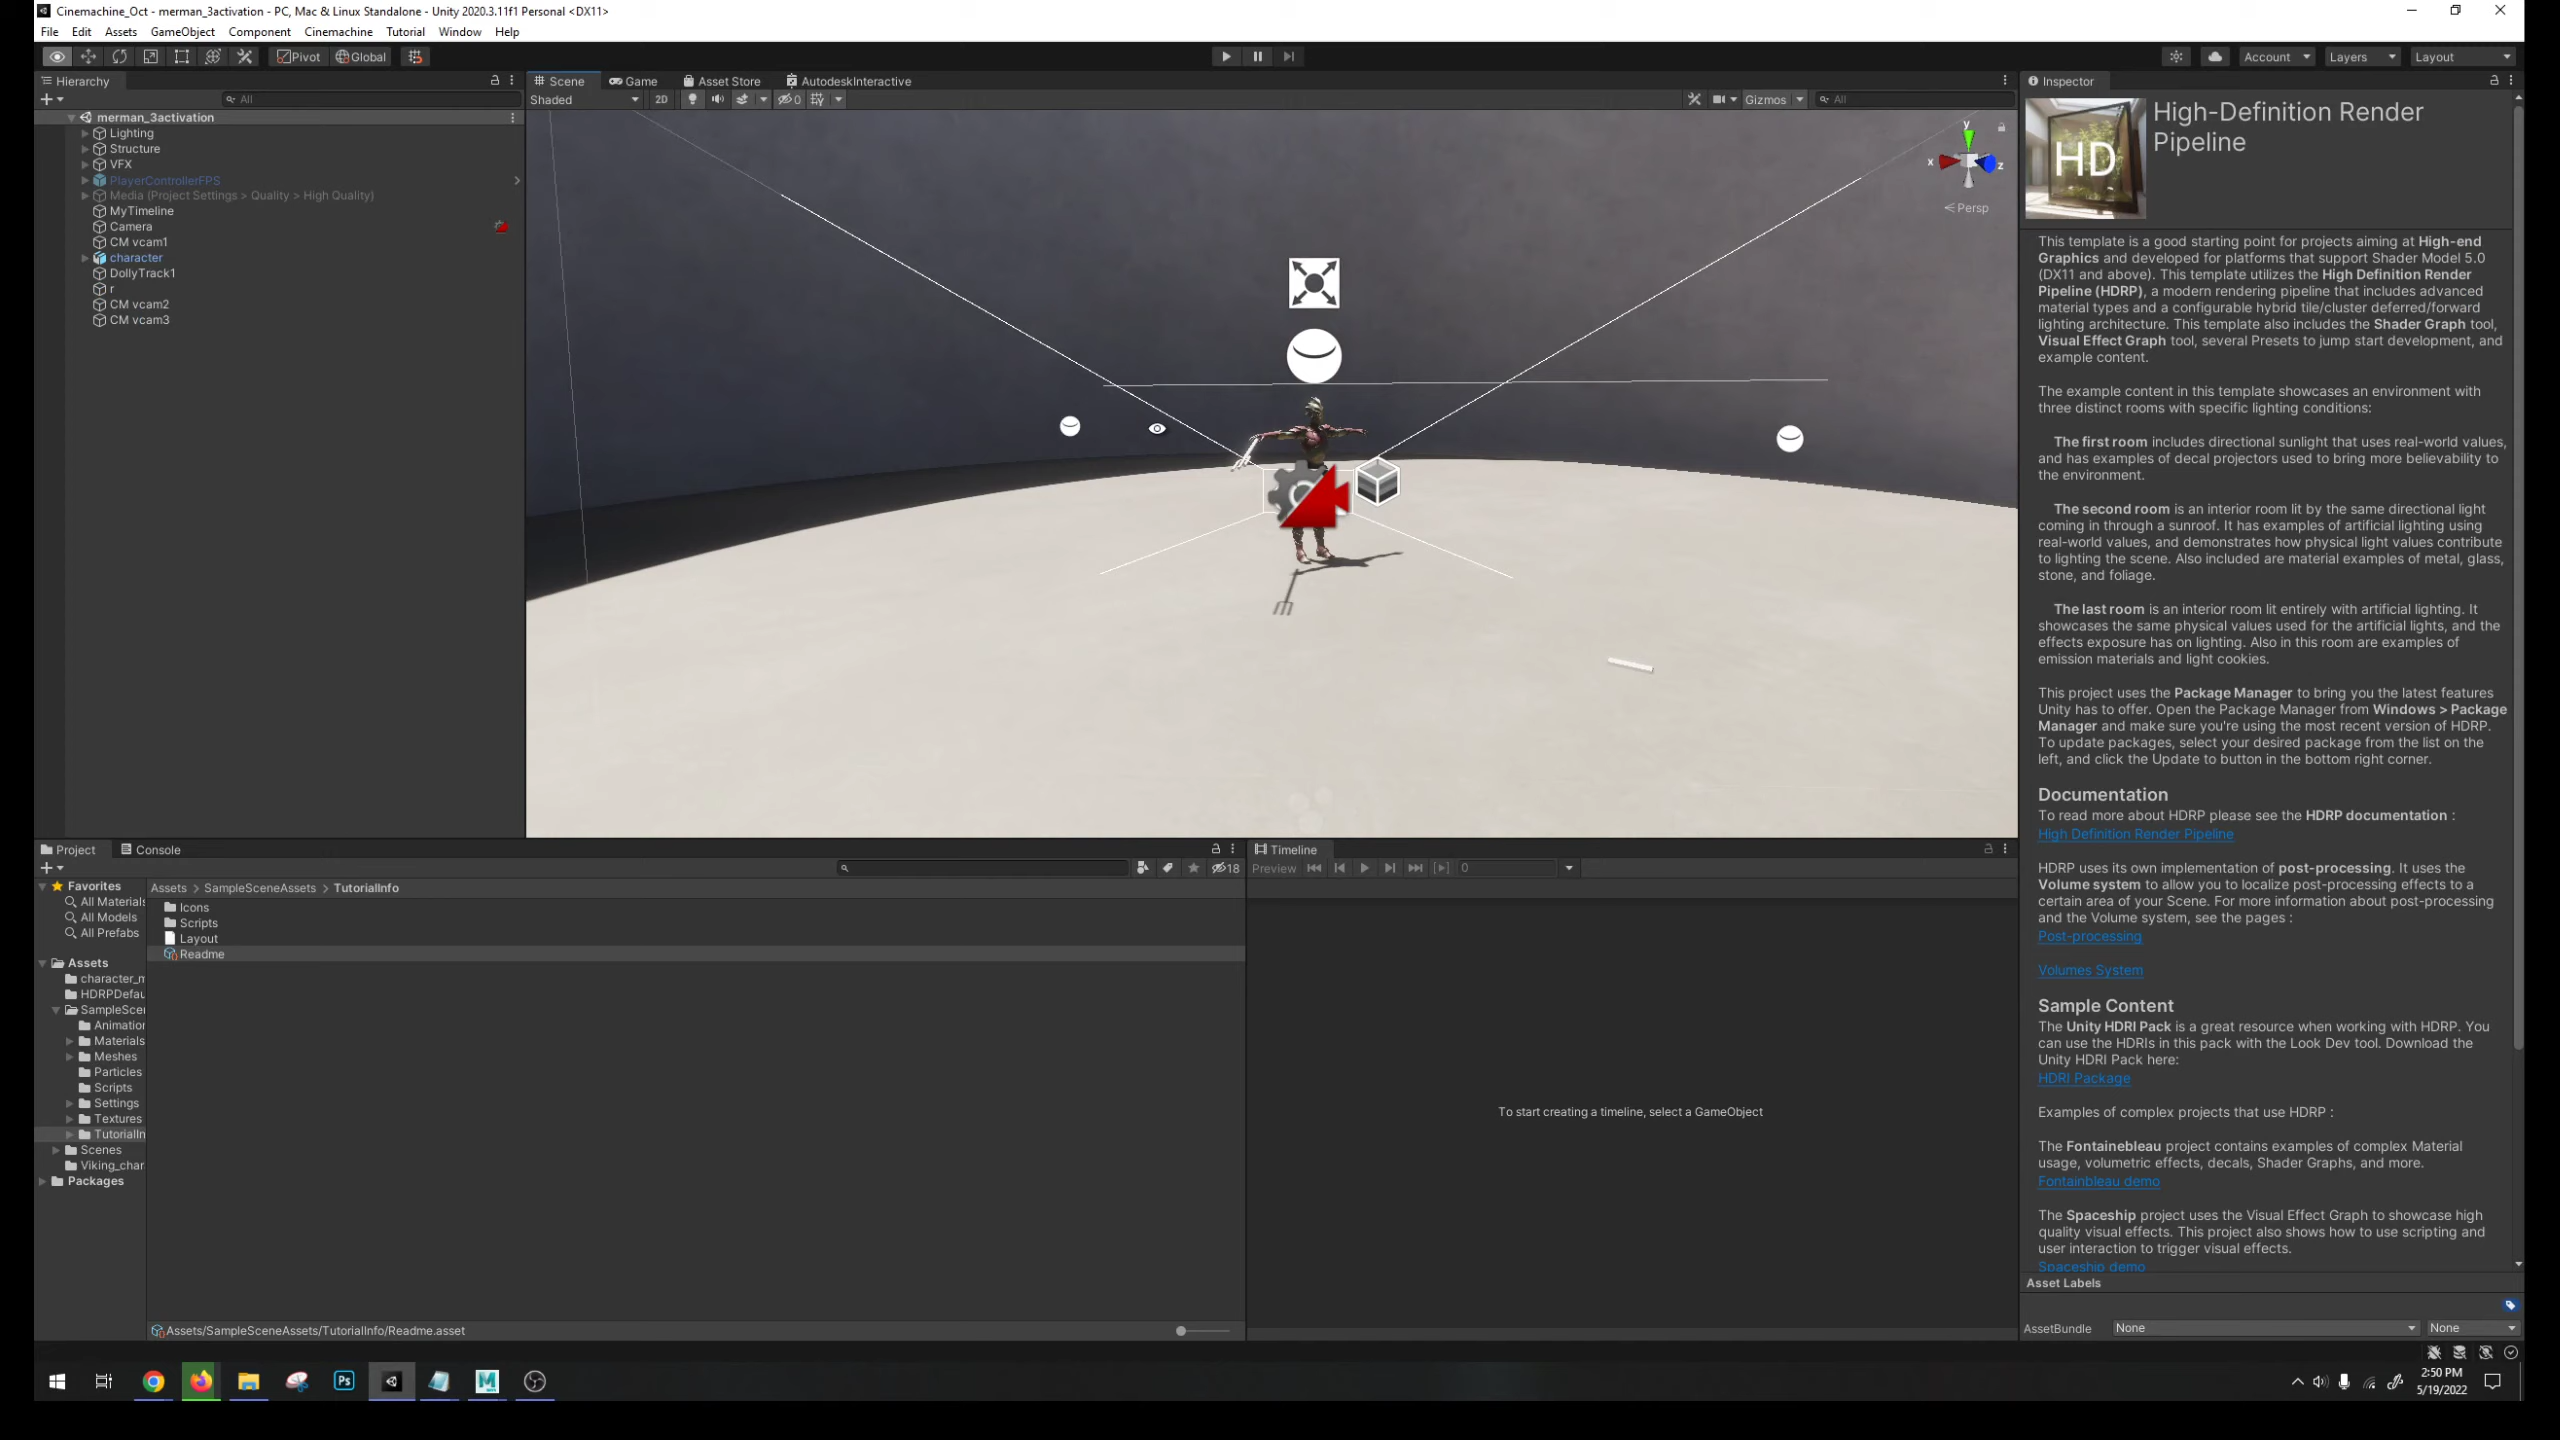 Cinemachine_Oct - merman_3activation - PC, Mac & Linux Standalone - Unity 2020.3.11f1 Personal <DX11>
File Edit Assets GameObject Component Cinemachine Tutorial Window Help
Pivot Global Account Layers Layout
Hierarchy
All
merman_3activation
Lighting
Structure
VFX
PlayerControllerFPS
Media (Project Settings > Quality > High Quality)
MyTimeline
Camera
CM vcam1
character
DollyTrack1
r
CM vcam2
CM vcam3
Scene Game Asset Store AutodeskInteractive
Shaded 2D 0 Gizmos All
y
x
z
Persp
Inspector
HD
High-Definition Render
Pipeline
This template is a good starting point for projects aiming at High-end
Graphics and developed for platforms that support Shader Model 5.0
(DX11 and above). This template utilizes the High Definition Render
Pipeline (HDRP), a modern rendering pipeline that includes advanced
material types and a configurable hybrid tile/cluster deferred/forward
lighting architecture. This template also includes the Shader Graph tool,
Visual Effect Graph tool, several Presets to jump start development, and
example content.
The example content in this template showcases an environment with
three distinct rooms with specific lighting conditions:
The first room includes directional sunlight that uses real-world values,
and has examples of decal projectors used to bring more believability to
the environment.
The second room is an interior room lit by the same directional light
coming in through a sunroof. It has examples of artificial lighting using
real-world values, and demonstrates how physical light values contribute
to lighting the scene. Also included are material examples of metal, glass,
stone, and foliage.
The last room is an interior room lit entirely with artificial lighting. It
showcases the same physical values used for the artificial lights, and the
effects exposure has on lighting. Also in this room are examples of
emission materials and light cookies.
This project uses the Package Manager to bring you the latest features
Unity has to offer. Open the Package Manager from Windows > Package
Manager and make sure you're using the most recent version of HDRP.
To update packages, select your desired package from the list on the
left, and click the Update to button in the bottom right corner.
Documentation
To read more about HDRP please see the HDRP documentation :
High Definition Render Pipeline
HDRP uses its own implementation of post-processing. It uses the
Volume system to allow you to localize post-processing effects to a
certain area of your Scene. For more information about post-processing
and the Volume system, see the pages :
Post-processing
Volumes System
Sample Content
The Unity HDRI Pack is a great resource when working with HDRP. You
can use the HDRIs in this pack with the Look Dev tool. Download the
Unity HDRI Pack here:
HDRI Package
Examples of complex projects that use HDRP :
The Fontainebleau project contains examples of complex Material
usage, volumetric effects, decals, Shader Graphs, and more.
Fontainbleau demo
The Spaceship project uses the Visual Effect Graph to showcase high
quality visual effects. This project also shows how to use scripting and
user interaction to trigger visual effects.
Spaceship demo
Asset Labels
AssetBundle None None
Project Console
18
Favorites
All Materials
All Models
All Prefabs
Assets
character_m
HDRPDefau
SampleScen
Animation
Materials
Meshes
Particles
Scripts
Settings
Textures
TutorialIn
Scenes
Viking_char
Packages
Assets > SampleSceneAssets > TutorialInfo
Icons
Scripts
Layout
Readme
Assets/SampleSceneAssets/TutorialInfo/Readme.asset
Timeline
Preview 0
To start creating a timeline, select a GameObject
Ps
M
2:50 PM
5/19/2022